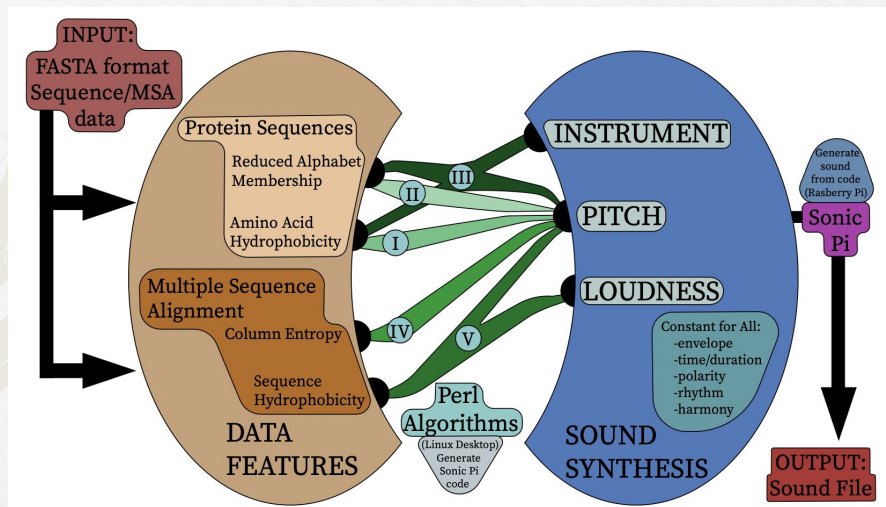 INPUT:
FASTA format
Sequence/MSA
data
Protein Sequences
Reduced Alphabet
Membership
Amino Acid
Hydrophobicity
Multiple Sequence
Alignment
Column Entropy
Sequence
Hydrophobicity
DATA
FEATURES
III
II
I
IV
V
Perl
Algorithms
(Linux Desktop)
Generate
Sonic Pi
code
INSTRUMENT
PITCH
LOUDNESS
Constant for All:
-envelope
-time/duration
-polarity
-rhythm
-harmony
SOUND
SYNTHESIS
Generate
sound
from code
(Rasberry Pi)
Sonic
Pi
OUTPUT:
Sound File